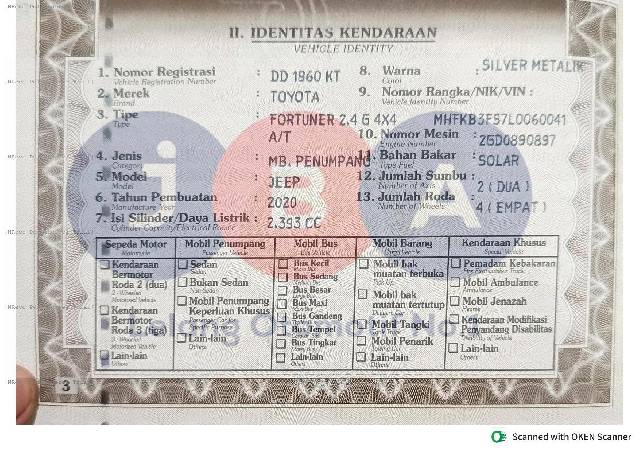 II. IDENTITAS KENDARAAN
VEHICLE IDENTITY
1. Nomor Registrasi : DD 1860 KT
Vehicle Registration Number
2. Merek : TOYOTA
Brand
3. Tipe : FORTUNER 2.4 G 4X4
Type
A/T
4. Jenis : MB. PENUMPANG
Category
5. Model : JEEP
Model
6. Tahun Pembuatan : 2020
Manufacture Year
7. Isi Silinder/Daya Listrik : 2.393 CC
8. Warna : SILVER METALIK
Color
9. Nomor Rangka/NIK/VIN :
Vehicle Identity Number
MHFKB3FS7L0060041
10. Nomor Mesin : 2GD0890897
Engine Number
11. Bahan Bakar : SOLAR
Type Fuel
12. Jumlah Sumbu : 2 (DUA)
Number of Axis
13. Jumlah Roda : 4 (EMPAT)
Number of Wheels
iBA
Lelang Otomotif No.
Sepeda Motor
Kendaraan
Bermotor
Roda 2 (dua)
Kendaraan
Bermotor
Roda 3 (tiga)
Lain-lain
Mobil Penumpang
Sedan
Bukan Sedan
Mobil Penumpang
Keperluan Khusus
Lain-lain
Mobil Bus
Bus Kecil
Bus Sedang
Bus Besar
Bus Maxi
Bus Gandeng
Bus Tempel
Bus Tingkat
Lain-lain
Mobil Barang
Mobil bak
muatan terbuka
Mobil bak
muatan tertutup
Mobil Tangki
Mobil Penarik
Lain-lain
Kendaraan Khusus
Pemadam Kebakaran
Mobil Ambulance
Mobil Jenazah
Kendaraan Modifikasi
Penyandang Disabilitas
Lain-lain
3
Scanned with OKEN Scanner